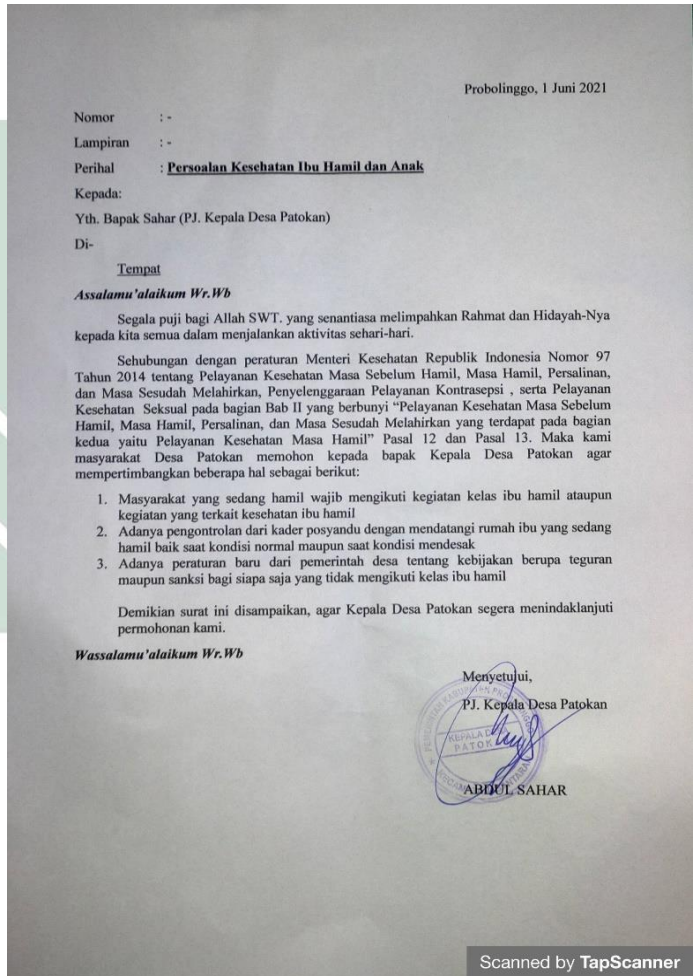 Probolinggo, 1 Juni 2021
Nomor : -
Lampiran : -
Perihal : Persoalan Kesehatan Ibu Hamil dan Anak
Kepada:
Yth. Bapak Sahar (PJ. Kepala Desa Patokan)
Di-
Tempat
Assalamu'alaikum Wr.Wb
Segala puji bagi Allah SWT. yang senantiasa melimpahkan Rahmat dan Hidayah-Nya
kepada kita semua dalam menjalankan aktivitas sehari-hari.
Sehubungan dengan peraturan Menteri Kesehatan Republik Indonesia Nomor 97
Tahun 2014 tentang Pelayanan Kesehatan Masa Sebelum Hamil, Masa Hamil, Persalinan,
dan Masa Sesudah Melahirkan, Penyelenggaraan Pelayanan Kontrasepsi , serta Pelayanan
Kesehatan Seksual pada bagian Bab II yang berbunyi “Pelayanan Kesehatan Masa Sebelum
Hamil, Masa Hamil, Persalinan, dan Masa Sesudah Melahirkan yang terdapat pada bagian
kedua yaitu Pelayanan Kesehatan Masa Hamil” Pasal 12 dan Pasal 13. Maka kami
masyarakat Desa Patokan memohon kepada bapak Kepala Desa Patokan agar
mempertimbangkan beberapa hal sebagai berikut:
1. Masyarakat yang sedang hamil wajib mengikuti kegiatan kelas ibu hamil ataupun
kegiatan yang terkait kesehatan ibu hamil
2. Adanya pengontrolan dari kader posyandu dengan mendatangi rumah ibu yang sedang
hamil baik saat kondisi normal maupun saat kondisi mendesak
3. Adanya peraturan baru dari pemerintah desa tentang kebijakan berupa teguran
maupun sanksi bagi siapa saja yang tidak mengikuti kelas ibu hamil
Demikian surat ini disampaikan, agar Kepala Desa Patokan segera menindaklanjuti
permohonan kami.
Wassalamu'alaikum Wr.Wb
Menyetujui,
PJ. Kepala Desa Patokan
KEPALA
ABDUL SAHAR
Scanned by TapScanner